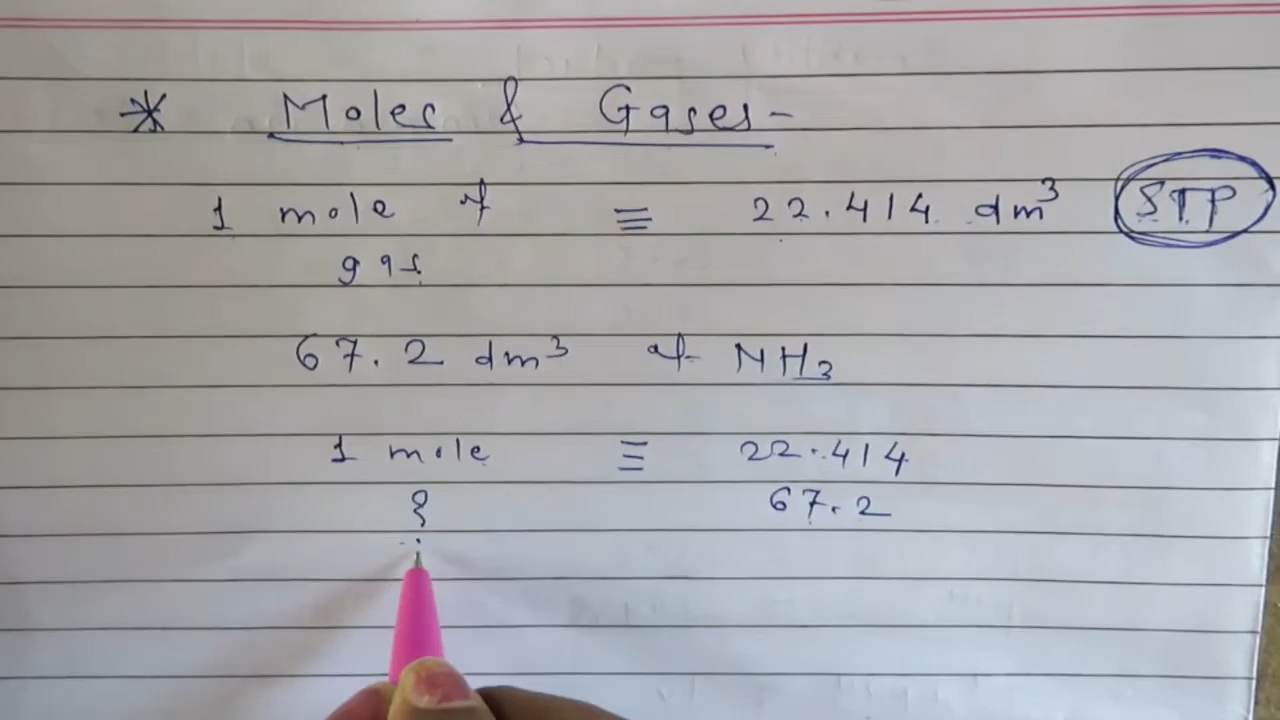 * Moles & Gases -
1 mole of ≡ 22.414 dm³ STP
gas
67.2 dm³ of NH₃
1 mole ≡ 22.414
? 67.2